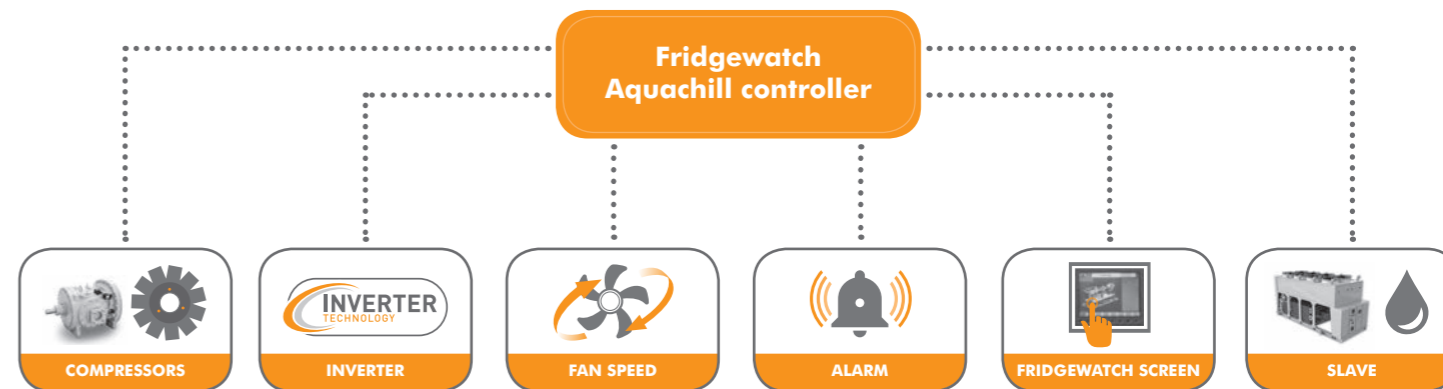 Fridgewatch
Aquachill controller
INVERTER
TECHNOLOGY
COMPRESSORS
INVERTER
FAN SPEED
ALARM
FRIDGEWATCH SCREEN
SLAVE